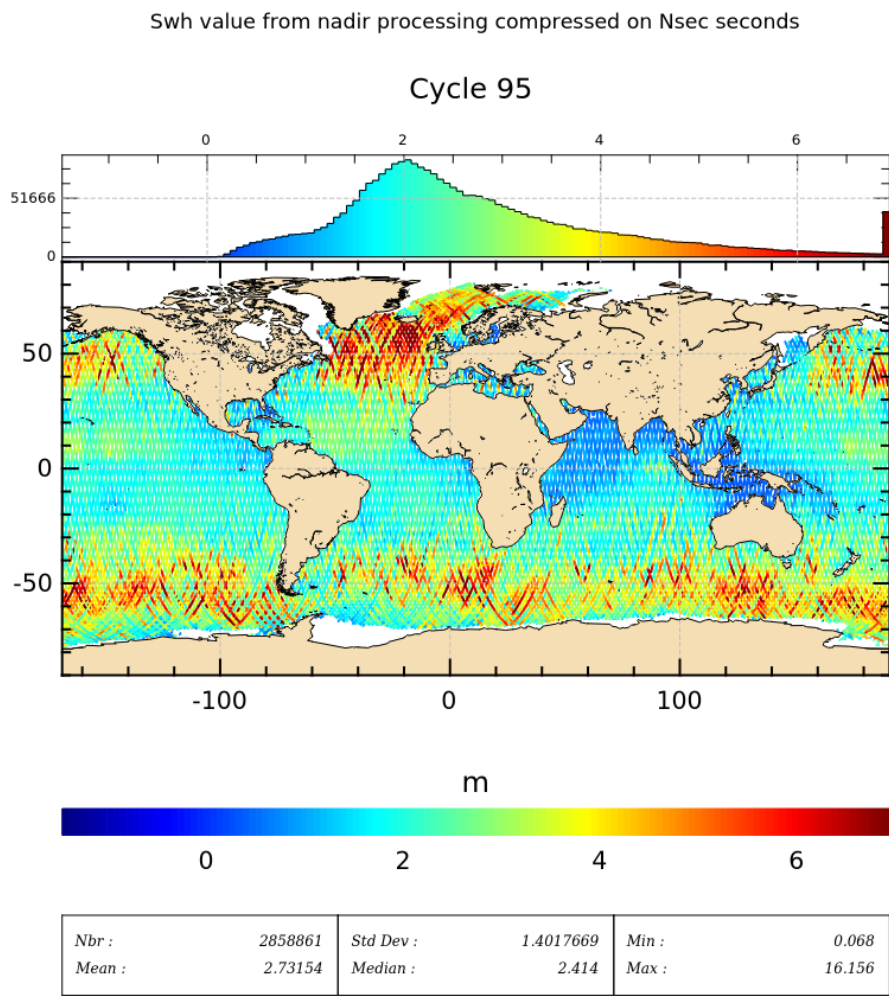 Swh value from nadir processing compressed on Nsec seconds
Cycle 95
0 2 4 6
51666
0
50
0
-50
-100 0 100
m
0 2 4 6
Nbr : 2858861 Std Dev : 1.4017669 Min : 0.068
Mean : 2.73154 Median : 2.414 Max : 16.156